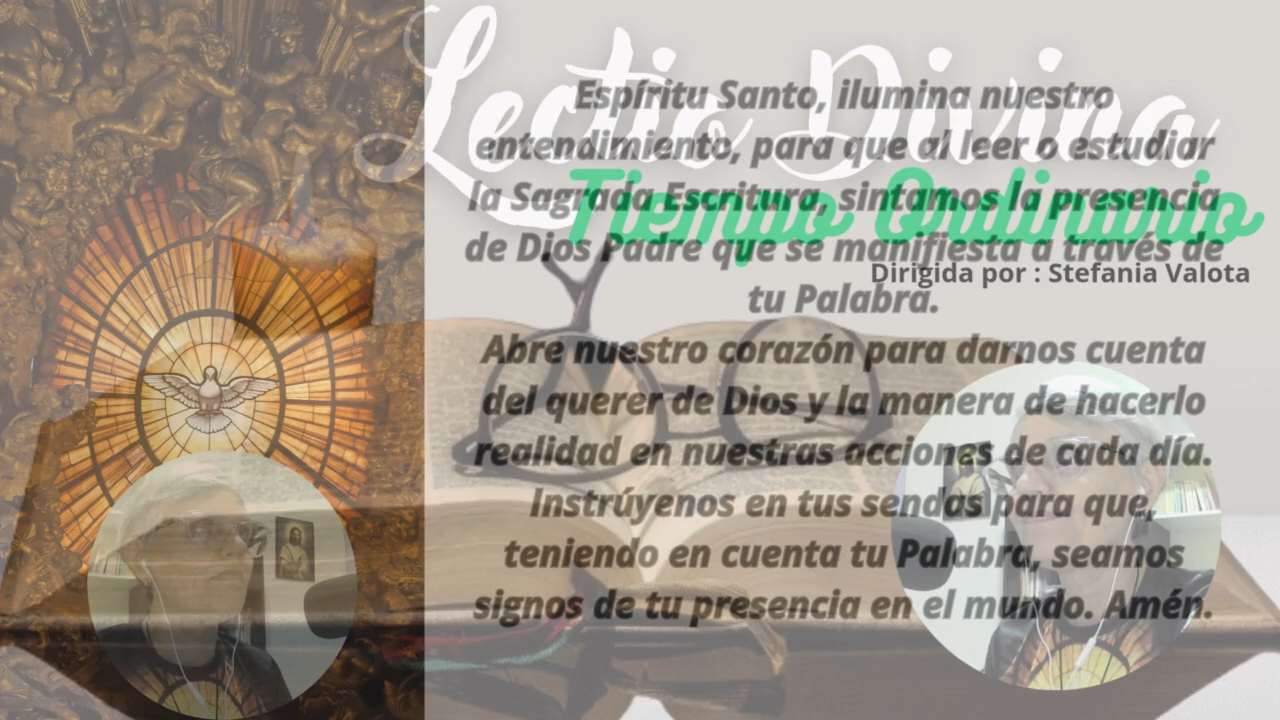 Lectio Divina
Tiempo Ordinario
Dirigida por : Stefania Valota
Espíritu Santo, ilumina nuestro
entendimiento, para que al leer o estudiar
la Sagrada Escritura, sintamos la presencia
de Dios Padre que se manifiesta a través de
tu Palabra.
Abre nuestro corazón para darnos cuenta
del querer de Dios y la manera de hacerlo
realidad en nuestras acciones de cada día.
Instrúyenos en tus sendas para que,
teniendo en cuenta tu Palabra, seamos
signos de tu presencia en el mundo. Amén.